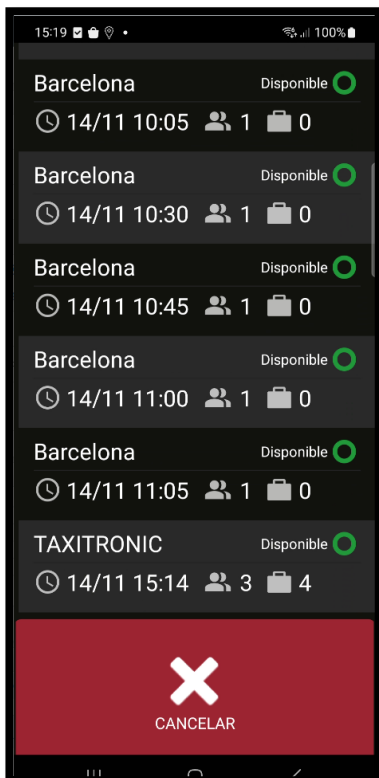 15:19 100%
Barcelona Disponible
14/11 10:05 1 0
Barcelona Disponible
14/11 10:30 1 0
Barcelona Disponible
14/11 10:45 1 0
Barcelona Disponible
14/11 11:00 1 0
Barcelona Disponible
14/11 11:05 1 0
TAXITRONIC Disponible
14/11 15:14 3 4
CANCELAR